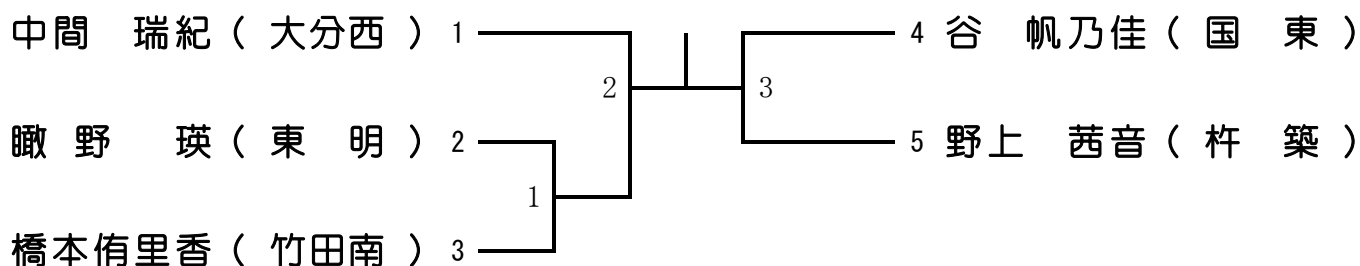 中間　瑞紀（ 大分西 ） 1
2
3
4 谷　帆乃佳（ 国　東 ）
瞰野　瑛（ 東　明 ） 2
1
5 野上　茜音（ 杵　築 ）
橋本侑里香（ 竹田南 ） 3